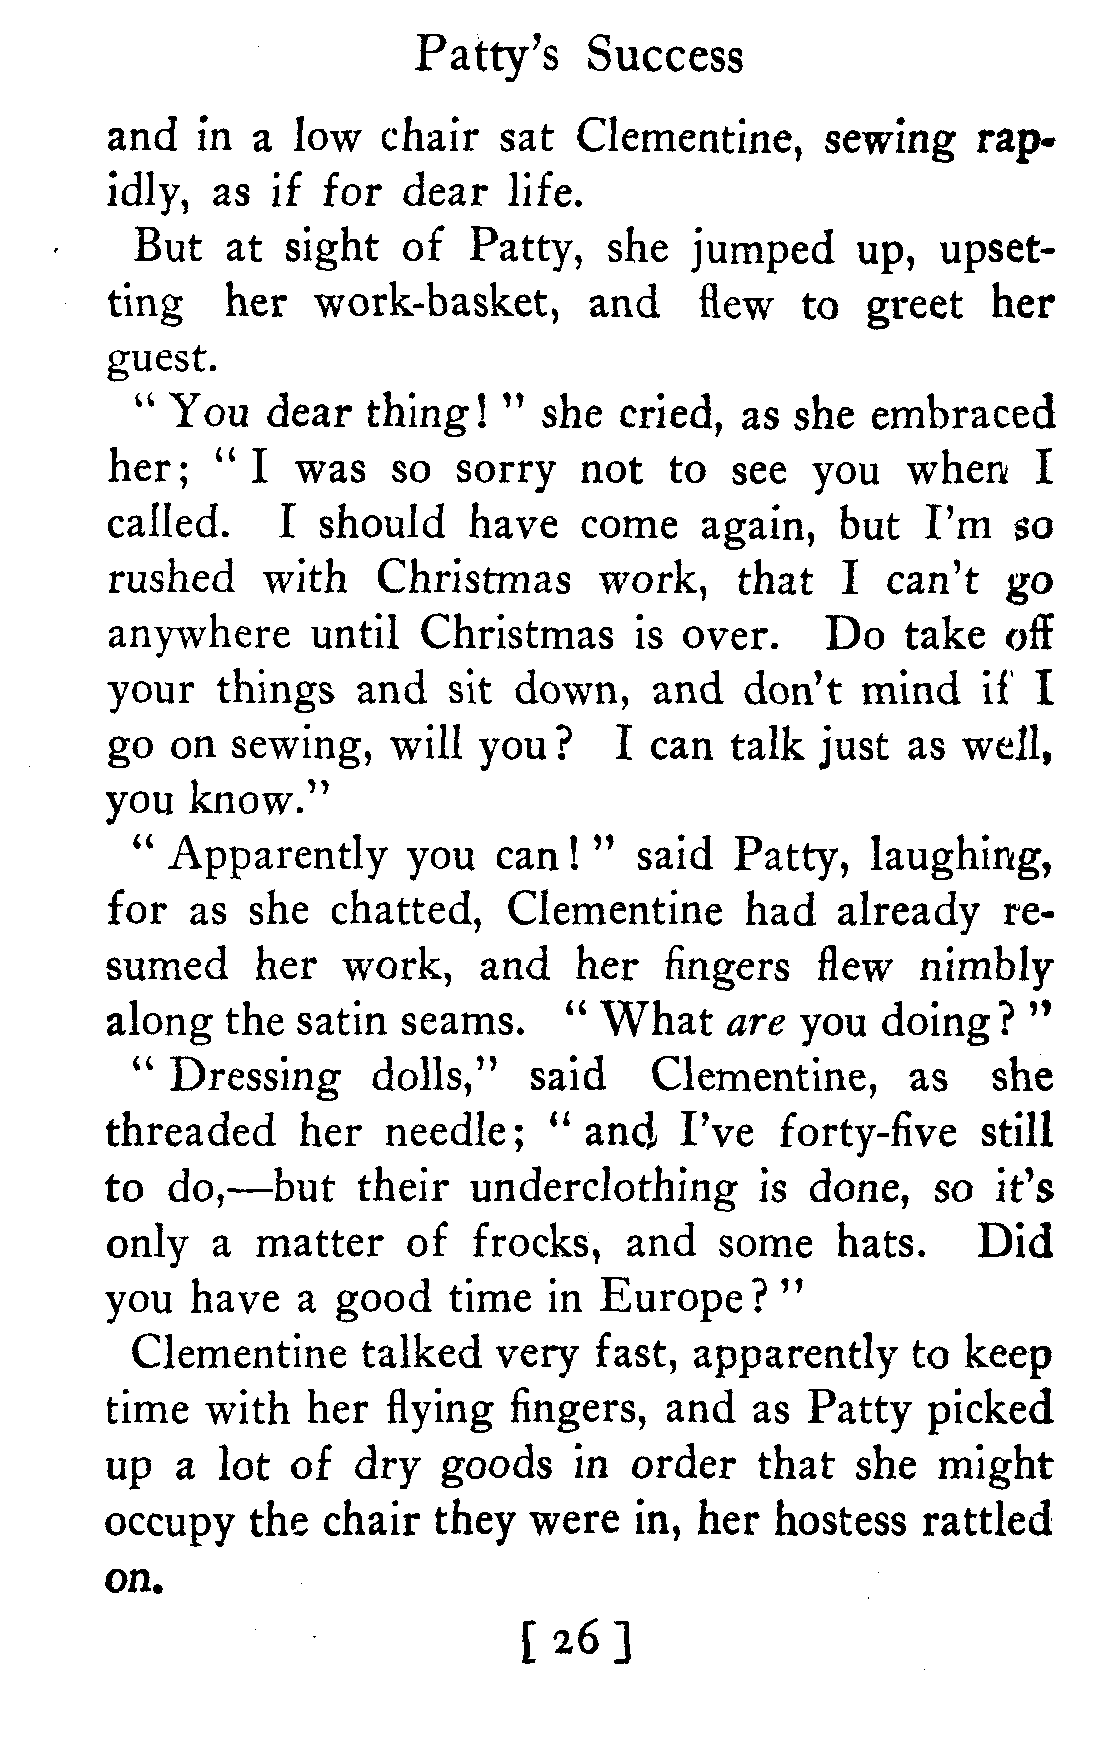 Patty's Success
and in a low chair sat Clementine, sewing rap-
idly, as if for dear life.
But at sight of Patty, she jumped up, upset-
ting her work-basket, and flew to greet her
guest.
" You dear thing! " she cried, as she embraced
her; " I was so sorry not to see you when I
called. I should have come again, but I'm so
rushed with Christmas work, that I can't go
anywhere until Christmas is over. Do take off
your things and sit down, and don't mind if I
go on sewing, will you? I can talk just as well,
you know."
" Apparently you can! " said Patty, laughing,
for as she chatted, Clementine had already re-
sumed her work, and her fingers flew nimbly
along the satin seams. " What are you doing? "
" Dressing dolls," said Clementine, as she
threaded her needle; " and I've forty-five still
to do,—but their underclothing is done, so it's
only a matter of frocks, and some hats. Did
you have a good time in Europe? "
Clementine talked very fast, apparently to keep
time with her flying fingers, and as Patty picked
up a lot of dry goods in order that she might
occupy the chair they were in, her hostess rattled
on.
[ 26 ]